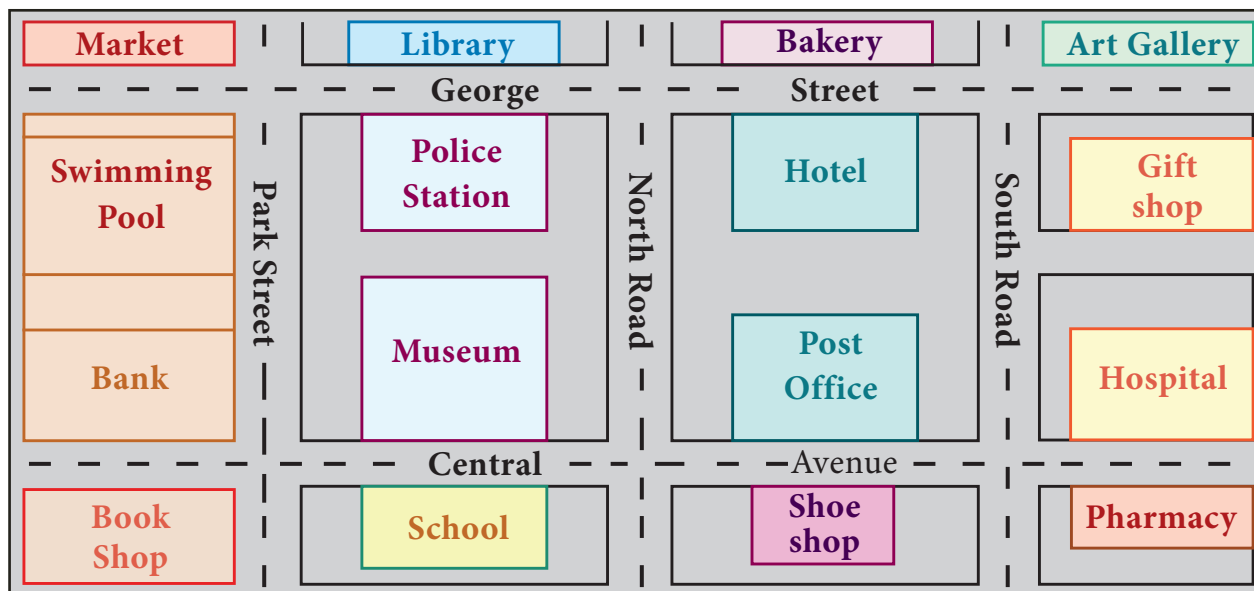 Market
Library
Bakery
Art Gallery
George Street
Swimming
Pool
Park Street
Police
Station
North Road
Hotel
South Road
Gift
shop
Bank
Museum
Post
Office
Hospital
Central Avenue
Book
Shop
School
Shoe
shop
Pharmacy